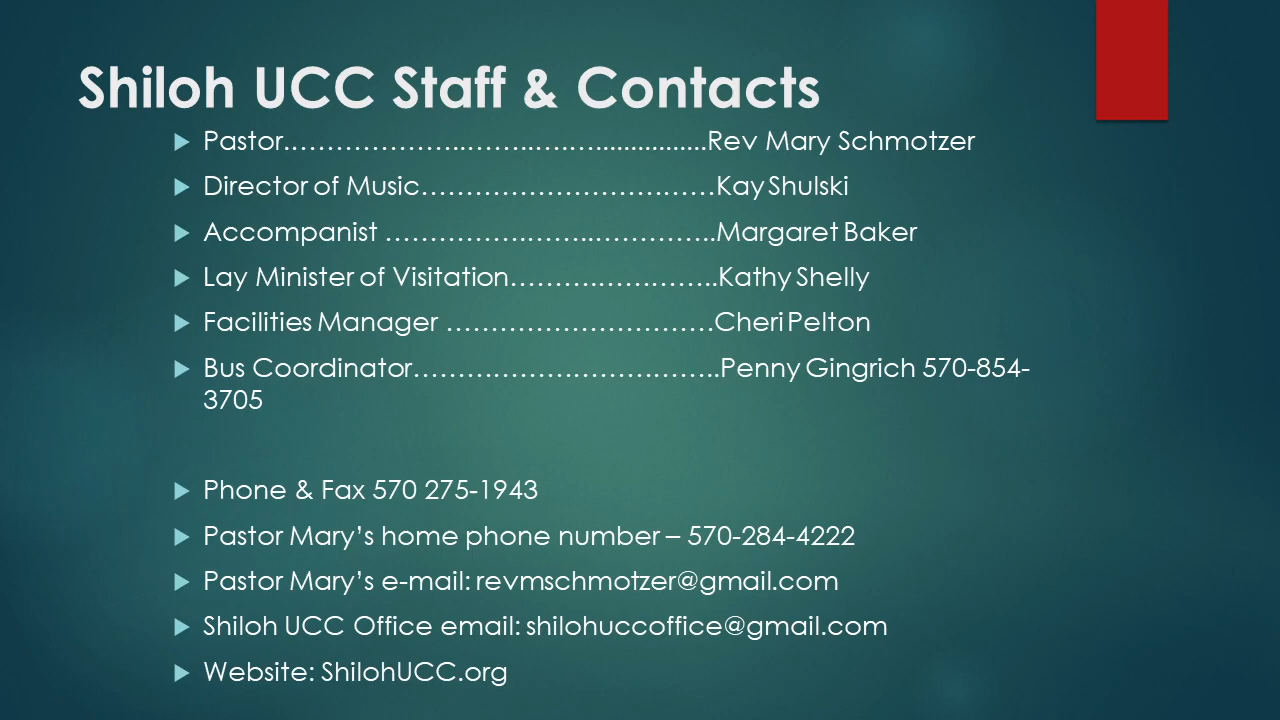 Shiloh UCC Staff & Contacts
Pastor.…………………..……..…..…...............Rev Mary Schmotzer
Director of Music……………………………Kay Shulski
Accompanist …………….……..…………..Margaret Baker
Lay Minister of Visitation……….…………..Kathy Shelly
Facilities Manager …………………………Cheri Pelton
Bus Coordinator……………………………..Penny Gingrich 570-854-
3705
Phone & Fax 570 275-1943
Pastor Mary’s home phone number – 570-284-4222
Pastor Mary’s e-mail: revmschmotzer@gmail.com
Shiloh UCC Office email: shilohuccoffice@gmail.com
Website: ShilohUCC.org